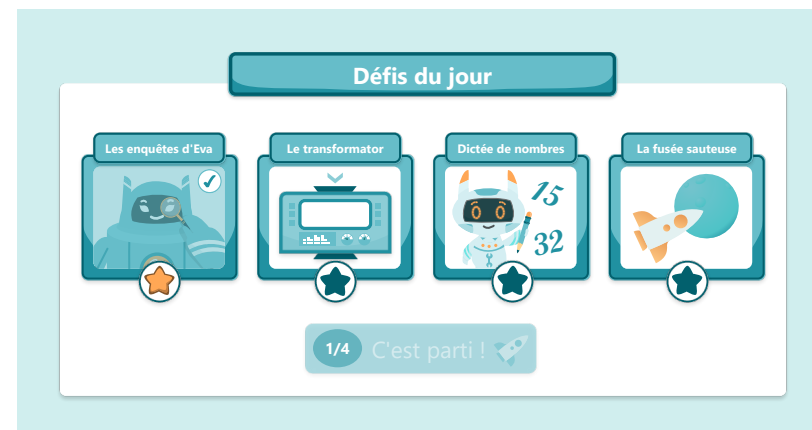 Défis du jour
Les enquêtes d'Eva
Le transformator
Dictée de nombres
La fusée sauteuse
15
32
1/4 C'est parti !